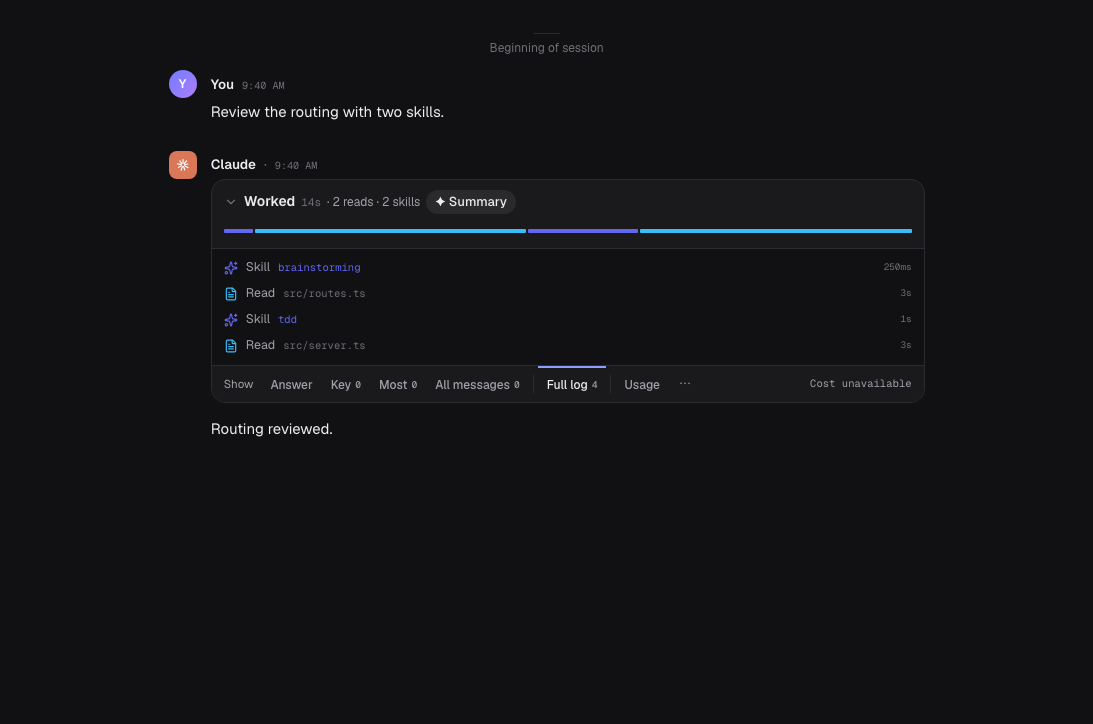 Beginning of session
Y You 9:40 AM
Review the routing with two skills.
Claude · 9:40 AM
Worked 14s · 2 reads · 2 skills Summary
Skill brainstorming 250ms
Read src/routes.ts 3s
Skill tdd 1s
Read src/server.ts 3s
Show Answer Key 0 Most 0 All messages 0 Full log 4 Usage ··· Cost unavailable
Routing reviewed.